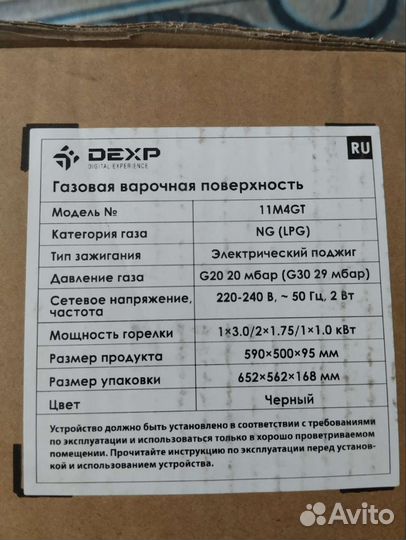 DEXP
DIGITAL EXPERIENCE
RU
Газовая варочная поверхность
Модель № 11M4GT
Категория газа NG (LPG)
Тип зажигания Электрический поджиг
Давление газа G20 20 мбар (G30 29 мбар)
Сетевое напряжение, 220-240 В, ~ 50 Гц, 2 Вт
частота
Мощность горелки 1×3.0/2×1.75/1×1.0 кВт
Размер продукта 590×500×95 мм
Размер упаковки 652×562×168 мм
Цвет Черный
Устройство должно быть установлено в соответствии с требованиями
по эксплуатации и использоваться только в хорошо проветриваемом
помещении. Прочитайте инструкцию по эксплуатации перед установ-
кой и использованием устройства.
Avito